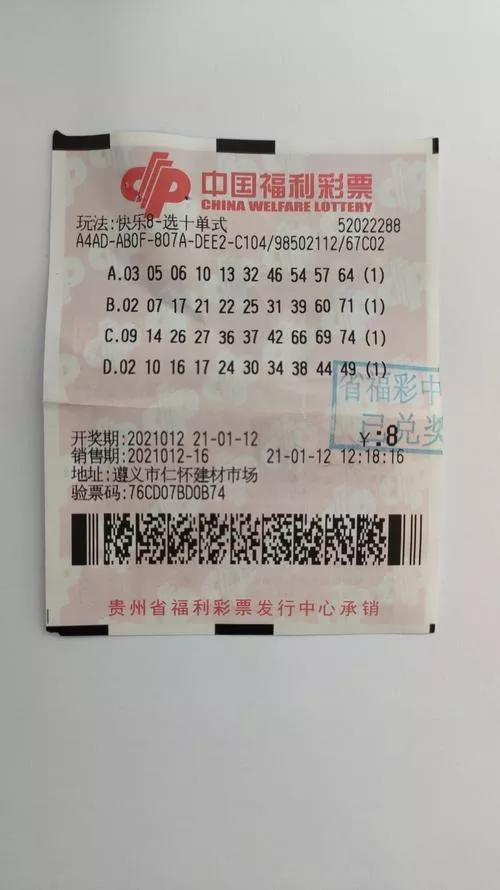 中国福利彩票
CHINA WELFARE LOTTERY
玩法:快乐8-选十单式 52022288
A4AD-AB0F-807A-DEE2-C104/98502112/67C02
A.03 05 06 10 13 32 46 54 57 64 (1)
B.02 07 17 21 22 25 31 39 60 71 (1)
C.09 14 26 27 36 37 42 66 69 74 (1)
D.02 10 16 17 24 30 34 38 44 49 (1)
省福彩中
已兑奖
开奖期:2021012 21-01-12 ¥:8
销售期:2021012-16 21-01-12 12:18:16
地址:遵义市仁怀建材市场
验票码:76CD07BD0B74
贵州省福利彩票发行中心承销